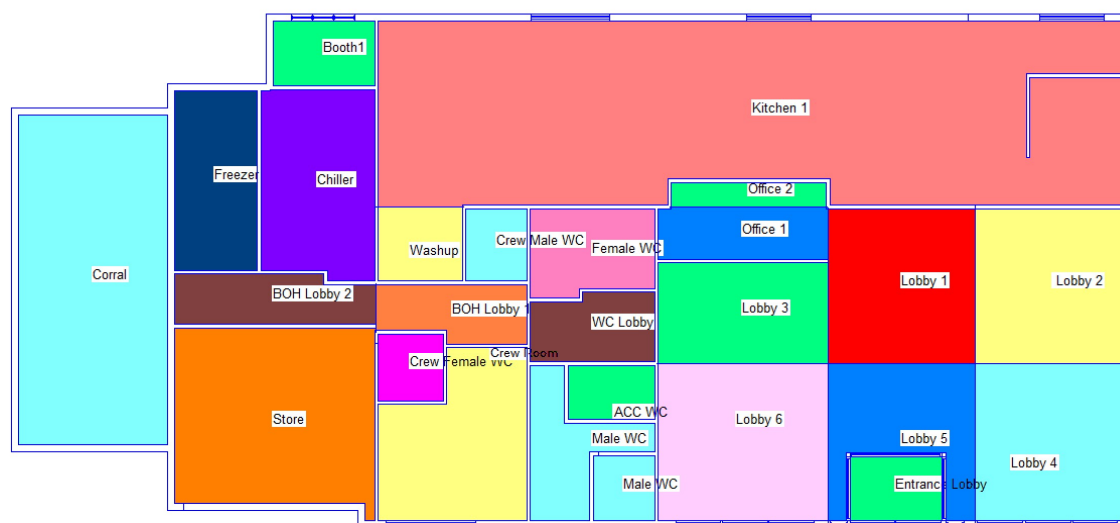 Booth1
Kitchen 1
Freezer
Chiller
Office 2
Office 1
Washup
Crew Male WC
Female WC
Corral
Lobby 1
Lobby 2
BOH Lobby 2
BOH Lobby 1
WC Lobby
Lobby 3
Crew Room
Crew Female WC
Store
ACC WC
Lobby 6
Male WC
Lobby 5
Lobby 4
Male WC
Entrance Lobby